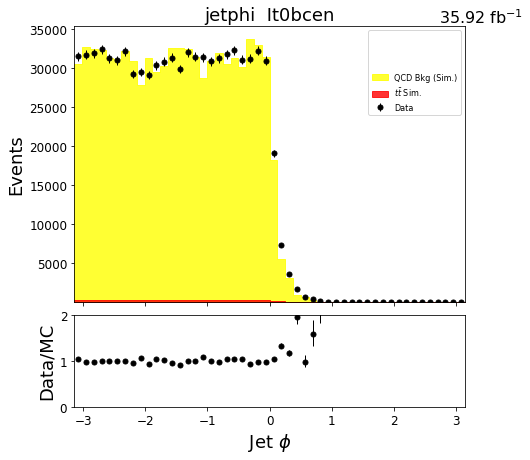 jetphi It0bcen
35.92 fb⁻¹
Events
35000
30000
25000
20000
15000
10000
5000
QCD Bkg (Sim.)
tt̄ Sim.
Data
Data/MC
2
1
0
−3 −2 −1 0 1 2 3
Jet ϕ